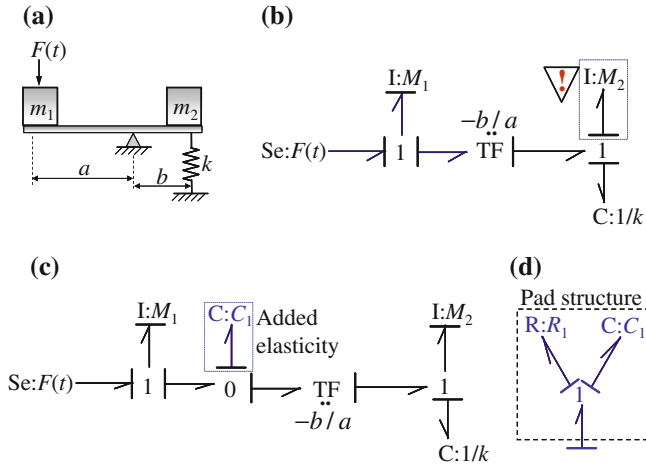 (a)
F(t)
m₁
m₂
a
b
k
(b)
I:M₁
!
I:M₂
−b/a
Se:F(t)
1
TF
1
C:1/k
(c)
I:M₁
C:C₁
Added
elasticity
I:M₂
Se:F(t)
1
0
TF
1
−b/a
C:1/k
(d)
Pad structure
R:R₁
C:C₁
1